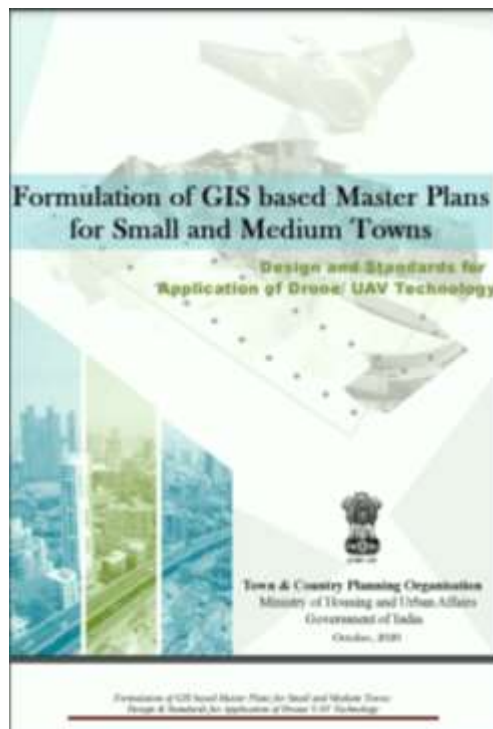 Formulation of GIS based Master Plans
for Small and Medium Towns
Design and Standards for
Application of Drone/ UAV Technology
Town & Country Planning Organisation
Ministry of Housing and Urban Affairs
Government of India
October, 2020
Formulation of GIS based Master Plans for Small and Medium Towns
Design & Standards for Application of Drone/ UAV Technology